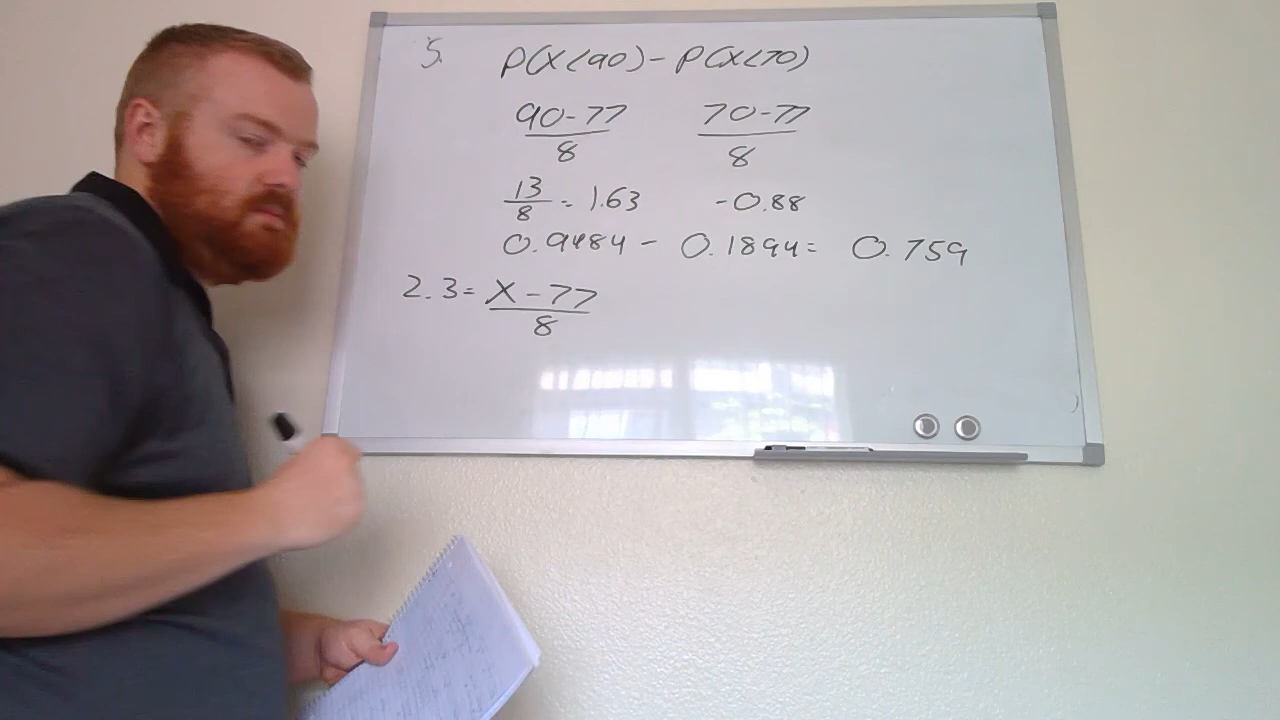 5. P(X<90) - P(X<70)
90-77 70-77
8 8
13
8 = 1.63 -0.88
0.9484 - 0.1894 = 0.759
2.3 = X - 77
8